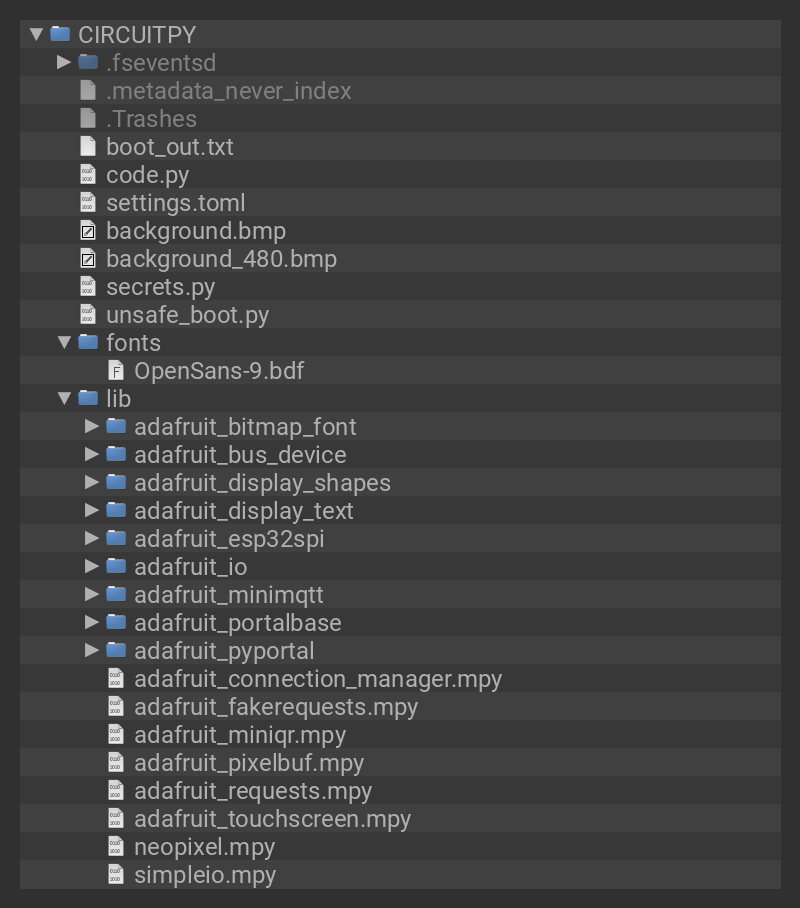 CIRCUITPY
.fseventsd
.metadata_never_index
.Trashes
boot_out.txt
code.py
settings.toml
background.bmp
background_480.bmp
secrets.py
unsafe_boot.py
fonts
OpenSans-9.bdf
lib
adafruit_bitmap_font
adafruit_bus_device
adafruit_display_shapes
adafruit_display_text
adafruit_esp32spi
adafruit_io
adafruit_minimqtt
adafruit_portalbase
adafruit_pyportal
adafruit_connection_manager.mpy
adafruit_fakerequests.mpy
adafruit_miniqr.mpy
adafruit_pixelbuf.mpy
adafruit_requests.mpy
adafruit_touchscreen.mpy
neopixel.mpy
simpleio.mpy